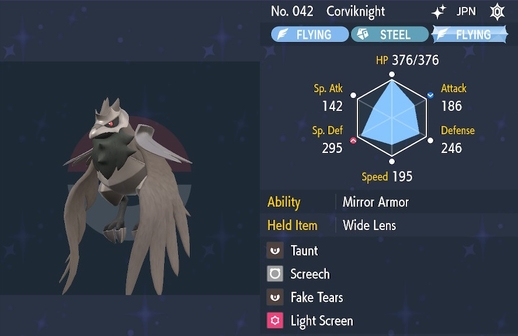 No. 042 Corviknight JPN
FLYING STEEL FLYING
HP 376/376
Sp. Atk
142
Attack
186
Sp. Def
295
Defense
246
Speed 195
Ability Mirror Armor
Held Item Wide Lens
Taunt
Screech
Fake Tears
Light Screen